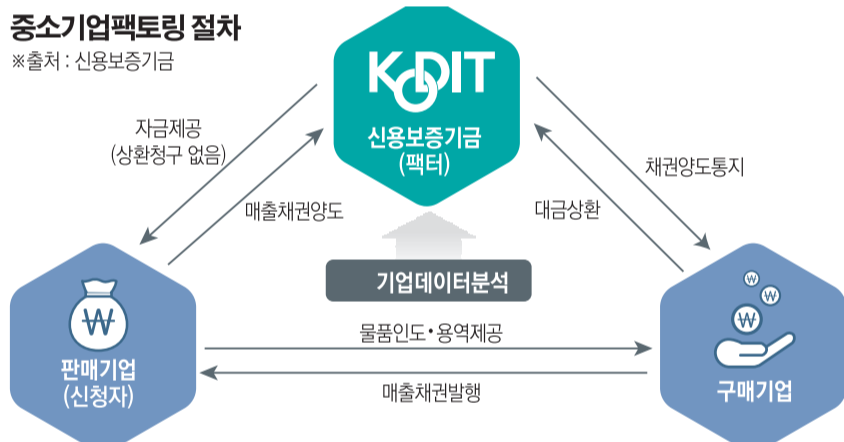 중소기업팩토링 절차
※출처 : 신용보증기금
KODIT
신용보증기금
(팩터)
자금제공
(상환청구 없음)
매출채권양도
채권양도통지
대금상환
기업데이터분석
물품인도·용역제공
매출채권발행
₩
판매기업
(신청자)
₩
₩
₩
구매기업